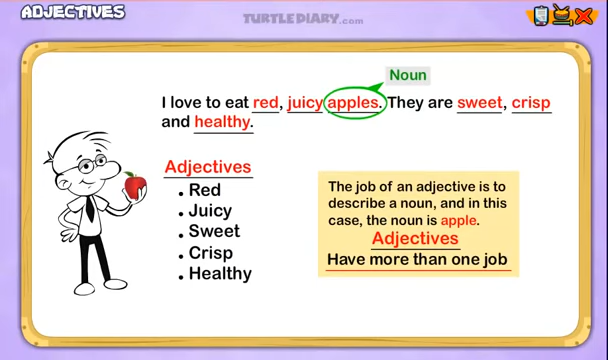 ADJECTIVES
TURTLEDIARY.com
Noun
I love to eat red, juicy apples. They are sweet, crisp
and healthy.
Adjectives
• Red
• Juicy
• Sweet
• Crisp
• Healthy
The job of an adjective is to
describe a noun, and in this
case, the noun is apple.
Adjectives
Have more than one job